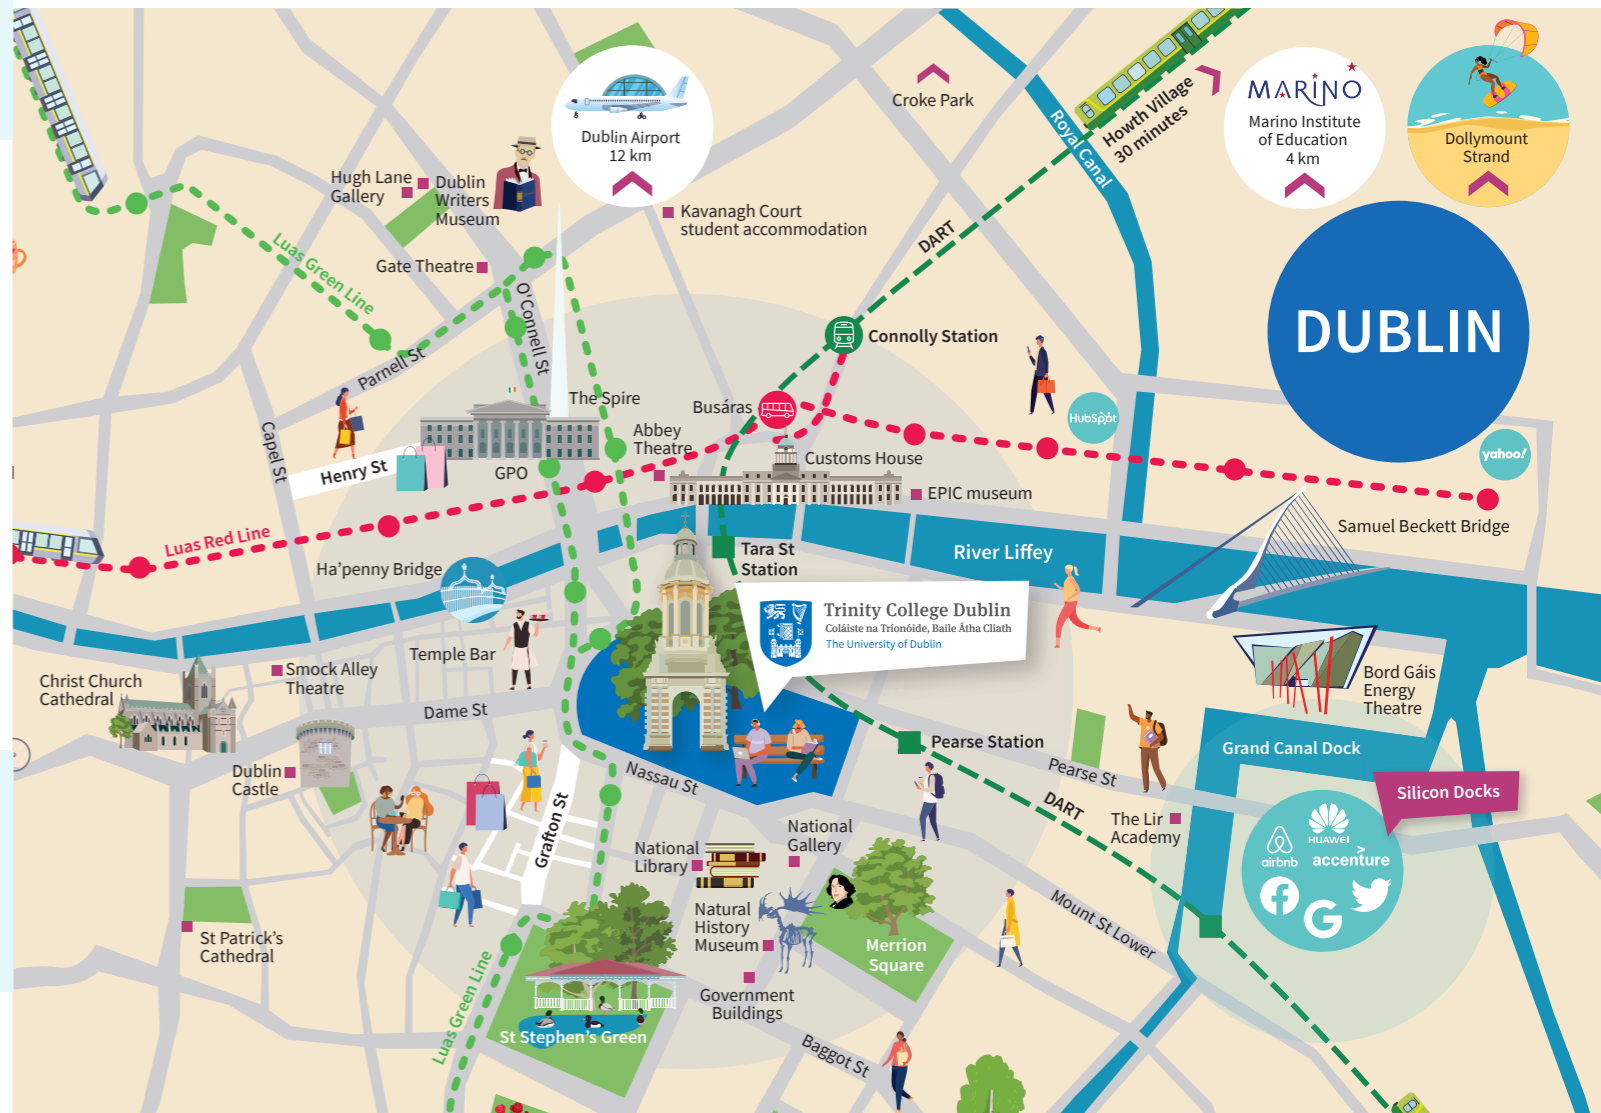 Dublin Airport
12 km
Croke Park
Royal Canal
Howth Village
30 minutes
MARINO
Marino Institute
of Education
4 km
Dollymount
Strand
Hugh Lane
Gallery
Dublin
Writers
Museum
Kavanagh Court
student accommodation
Luas Green Line
Gate Theatre
DART
DUBLIN
O'Connell St
Parnell St
Connolly Station
The Spire
Busáras
HubSpot
Capel St
Henry St
GPO
Abbey
Theatre
Customs House
yahoo!
EPIC museum
Samuel Beckett Bridge
Luas Red Line
Ha'penny Bridge
Tara St
Station
River Liffey
Trinity College Dublin
Coláiste na Tríonóide, Baile Átha Cliath
The University of Dublin
Temple Bar
Smock Alley
Theatre
Christ Church
Cathedral
Bord Gáis
Energy
Theatre
Dame St
Pearse Station
Grand Canal Dock
Dublin
Castle
Nassau St
Pearse St
Silicon Docks
DART
Grafton St
The Lir
Academy
National
Gallery
National
Library
HUAWEI
airbnb
accenture
G
Natural
History
Museum
Mount St Lower
Merrion
Square
St Patrick's
Cathedral
Luas Green Line
Government
Buildings
St Stephen's Green
Baggot St